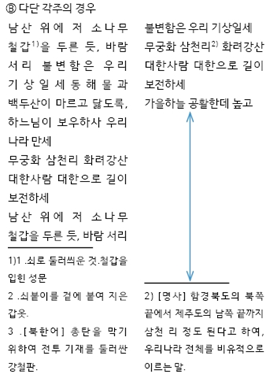 ⑧ 다단 각주의 경우
남산 위에 저 소나무
철갑1)을 두른 듯, 바람
서리 불변함은 우리
기상일세동해물과
백두산이 마르고 닳도록,
하느님이 보우하사 우리
나라 만세
무궁화 삼천리 화려강산
대한사람 대한으로 길이
보전하세
남산 위에 저 소나무
철갑을 두른 듯, 바람 서리
1)1 .쇠로 둘러씌운 것.철갑을
입힌 성문
2 .쇠붙이를 겉에 붙여 지은
갑옷.
3 .[북한어] 총탄을 막기
위하여 전투 기재를 둘러싼
강철판.
불변함은 우리 기상일세
무궁화 삼천리2) 화려강산
대한사람 대한으로 길이
보전하세
가을하늘 공활한데 높고
2) [명사] 함경북도의 북쪽
끝에서 제주도의 남쪽 끝까지
삼천 리 정도 된다고 하여,
우리나라 전체를 비유적으로
이르는 말.